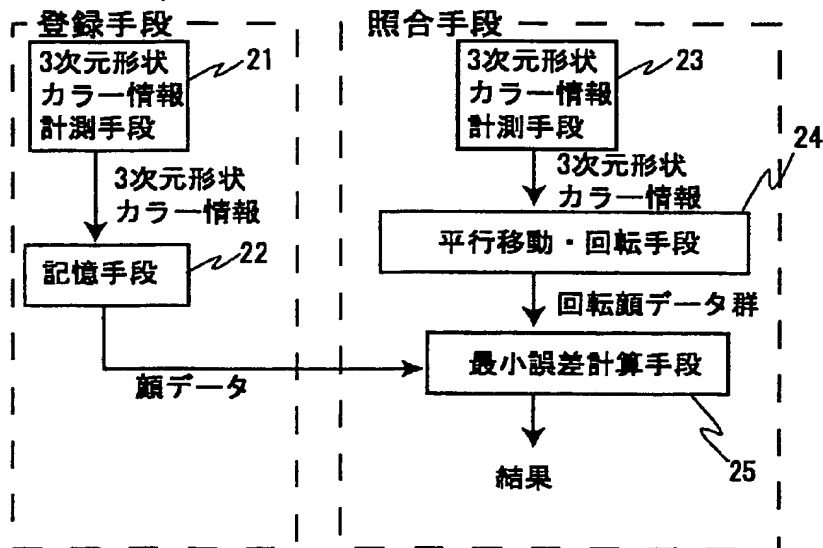 登録手段
3次元形状
カラー情報
計測手段
21
3次元形状
カラー情報
記憶手段
22
顔データ
照合手段
3次元形状
カラー情報
計測手段
23
3次元形状
カラー情報
24
平行移動・回転手段
回転顔データ群
最小誤差計算手段
25
結果